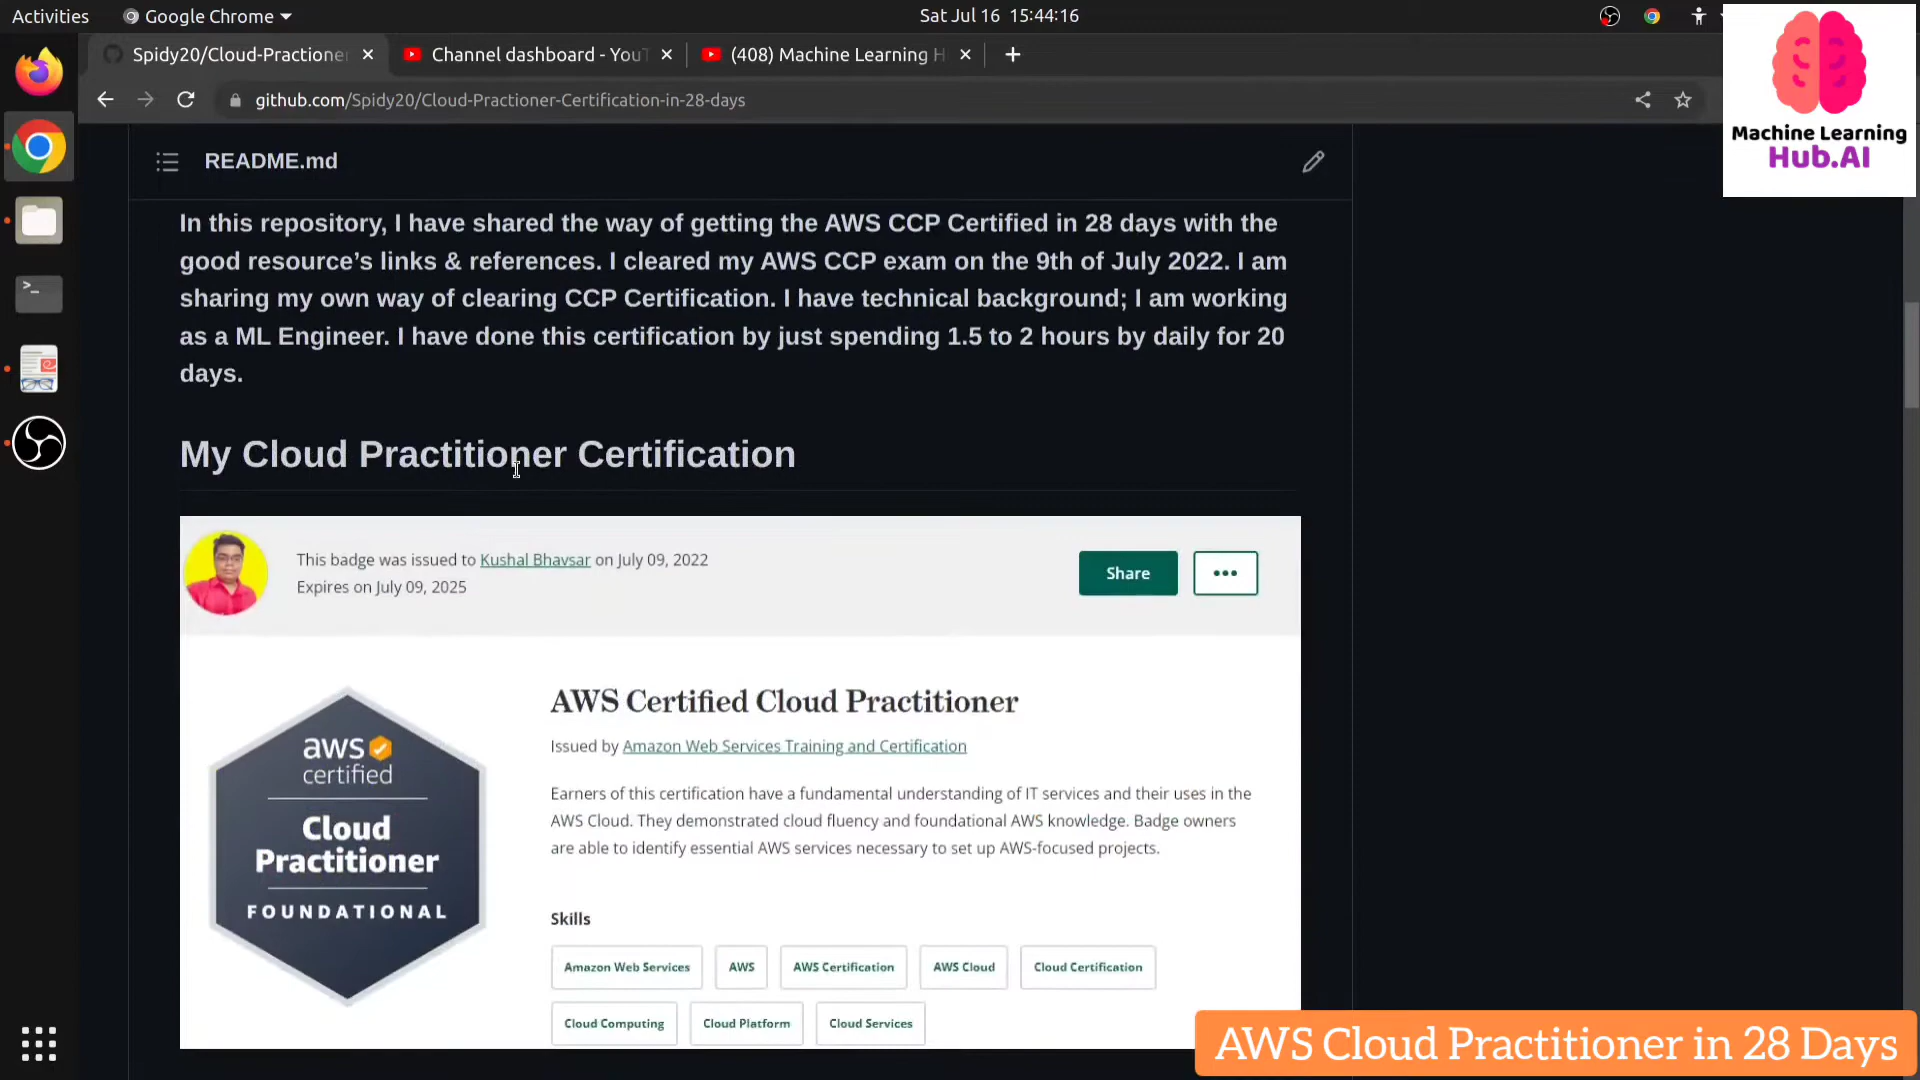 Activities
Google Chrome
Sat Jul 16 15:44:16
Spidy20/Cloud-Practioner
Channel dashboard - YouT
(408) Machine Learning H
github.com/Spidy20/Cloud-Practioner-Certification-in-28-days
Machine Learning
Hub.AI
README.md
In this repository, I have shared the way of getting the AWS CCP Certified in 28 days with the
good resource's links & references. I cleared my AWS CCP exam on the 9th of July 2022. I am
sharing my own way of clearing CCP Certification. I have technical background; I am working
as a ML Engineer. I have done this certification by just spending 1.5 to 2 hours by daily for 20
days.
My Cloud Practitioner Certification
This badge was issued to Kushal Bhavsar on July 09, 2022
Expires on July 09, 2025
Share
aws
certified
Cloud
Practitioner
FOUNDATIONAL
AWS Certified Cloud Practitioner
Issued by Amazon Web Services Training and Certification
Earners of this certification have a fundamental understanding of IT services and their uses in the
AWS Cloud. They demonstrated cloud fluency and foundational AWS knowledge. Badge owners
are able to identify essential AWS services necessary to set up AWS-focused projects.
Skills
Amazon Web Services
AWS
AWS Certification
AWS Cloud
Cloud Certification
Cloud Computing
Cloud Platform
Cloud Services
AWS Cloud Practitioner in 28 Days